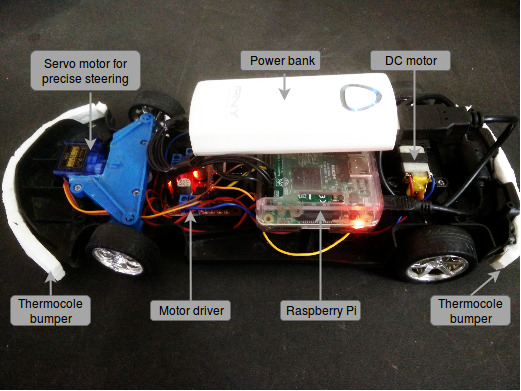 Servo motor for
precise steering
Power bank
DC motor
Thermocole
bumper
Motor driver
Raspberry Pi
Thermocole
bumper